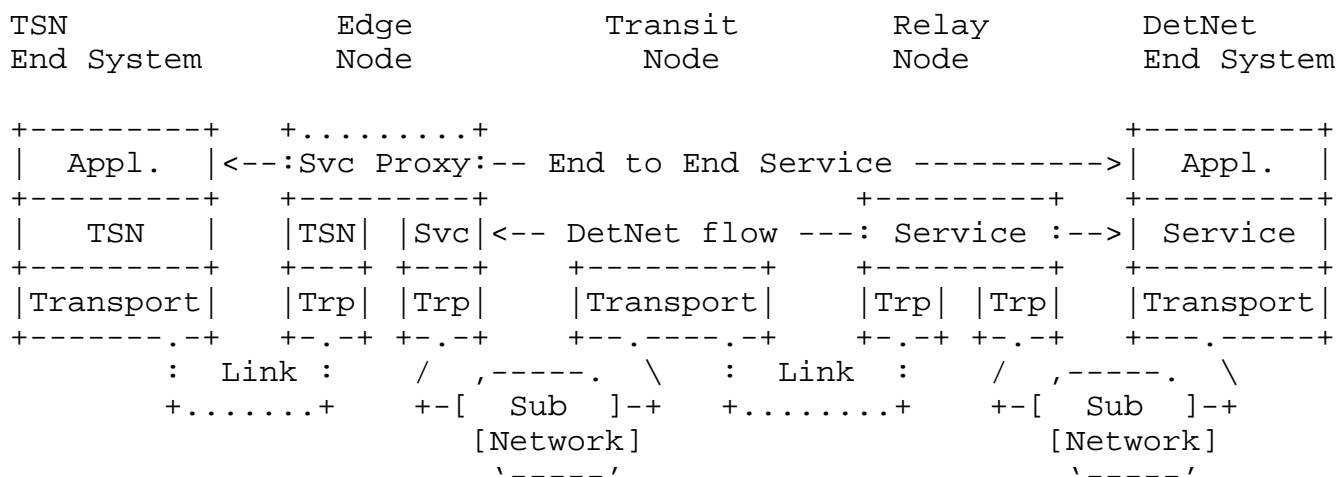 TSN                 Edge              Transit         Relay         DetNet
End System          Node                Node          Node          End System

+---------+    +.........+                                      +---------+
|  Appl.  |<--:Svc Proxy:-- End to End Service ---------->|  Appl.  |
+---------+    +---------+                    +---------+    +---------+
|   TSN   |    |TSN| |Svc|<-- DetNet flow ---: Service :-->| Service |
+---------+    +---+ +---+    +---------+    +---------+    +---------+
|Transport|    |Trp| |Trp|    |Transport|    |Trp| |Trp|    |Transport|
+-------.-+    +-.-+ +-.-+    +--.----.-+    +-.-+ +-.-+    +---.-----+
        :  Link :    /  ,-----.  \   :  Link  :    /  ,-----.  \
        +.......+    +-[  Sub  ]-+   +........+    +-[  Sub  ]-+
                       [Network]                     [Network]
                        `-----'                       `-----'